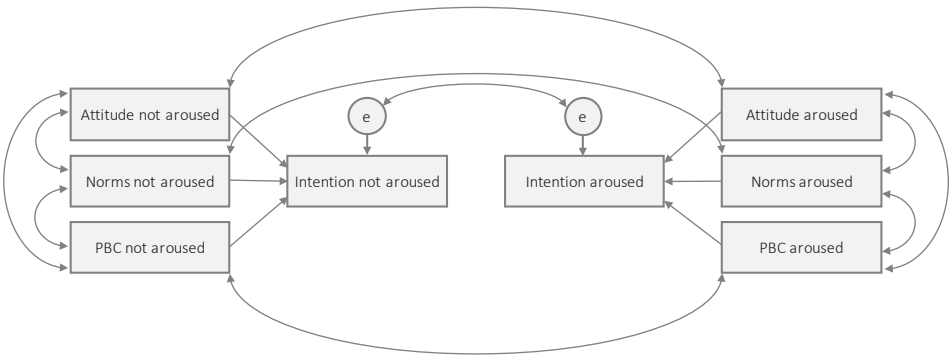 Attitude not aroused
e
e
Attitude aroused
Norms not aroused
Intention not aroused
Intention aroused
Norms aroused
PBC not aroused
PBC aroused